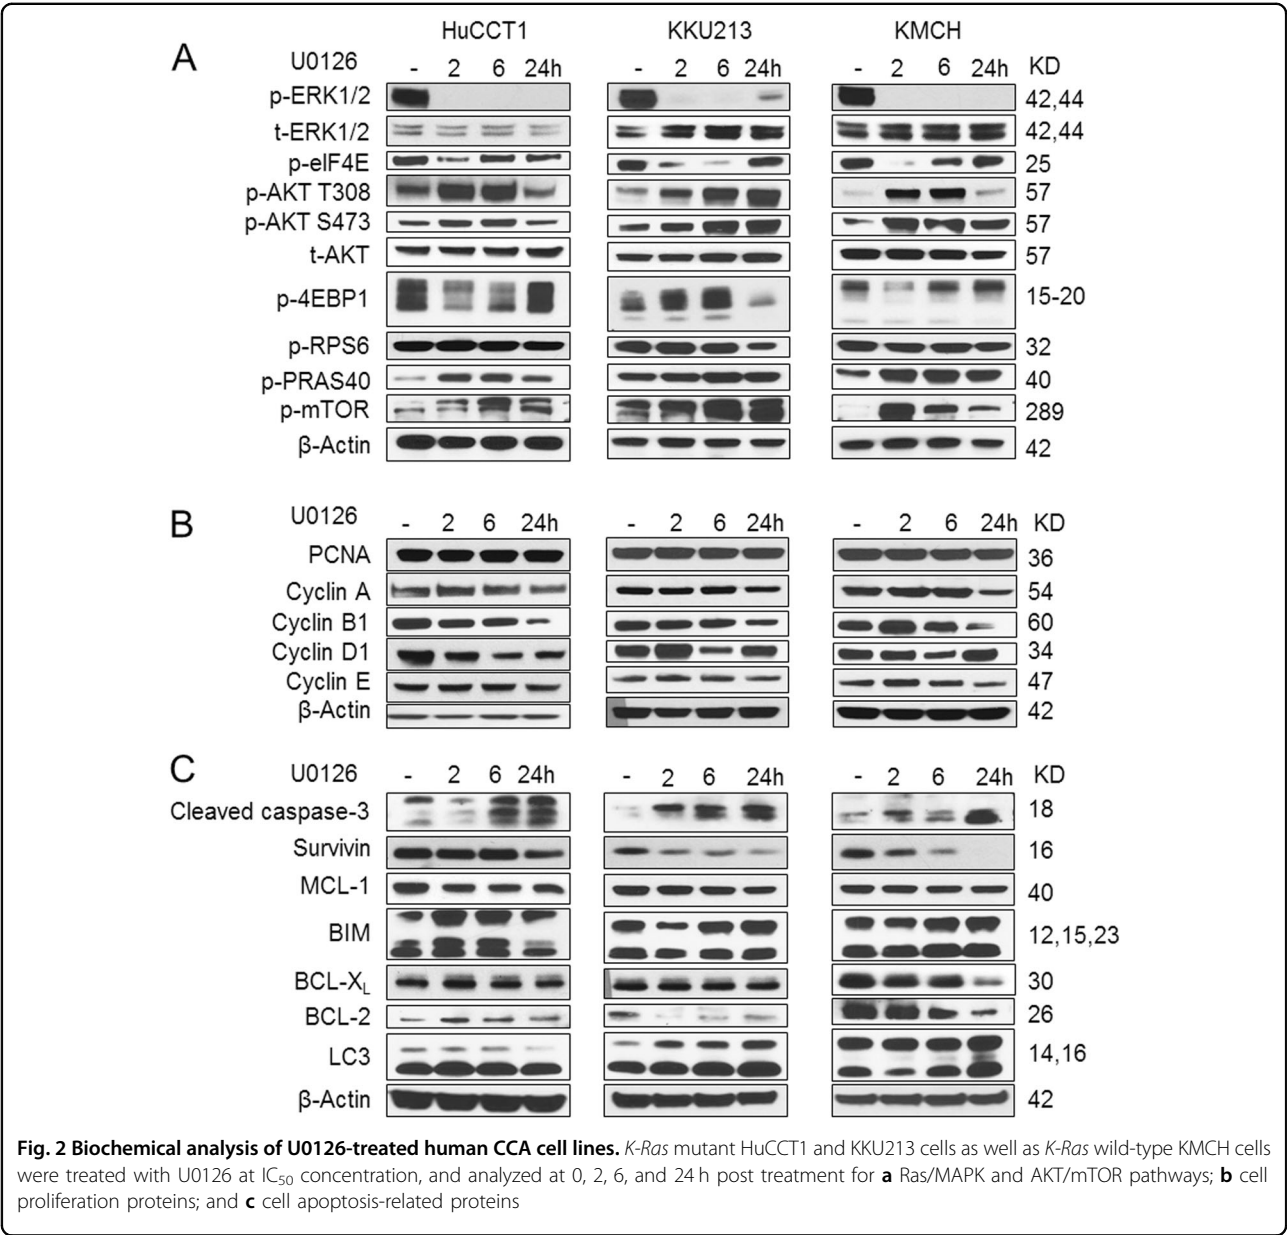 HuCCT1 KKU213 KMCH
A U0126 - 2 6 24h - 2 6 24h - 2 6 24h KD
p-ERK1/2 42,44
t-ERK1/2 42,44
p-eIF4E 25
p-AKT T308 57
p-AKT S473 57
t-AKT 57
p-4EBP1 15-20
p-RPS6 32
p-PRAS40 40
p-mTOR 289
β-Actin 42
B U0126 - 2 6 24h - 2 6 24h - 2 6 24h KD
PCNA 36
Cyclin A 54
Cyclin B1 60
Cyclin D1 34
Cyclin E 47
β-Actin 42
C U0126 - 2 6 24h - 2 6 24h - 2 6 24h KD
Cleaved caspase-3 18
Survivin 16
MCL-1 40
BIM 12,15,23
BCL-XL 30
BCL-2 26
LC3 14,16
β-Actin 42
Fig. 2 Biochemical analysis of U0126-treated human CCA cell lines. K-Ras mutant HuCCT1 and KKU213 cells as well as K-Ras wild-type KMCH cells
were treated with U0126 at IC50 concentration, and analyzed at 0, 2, 6, and 24 h post treatment for a Ras/MAPK and AKT/mTOR pathways; b cell
proliferation proteins; and c cell apoptosis-related proteins